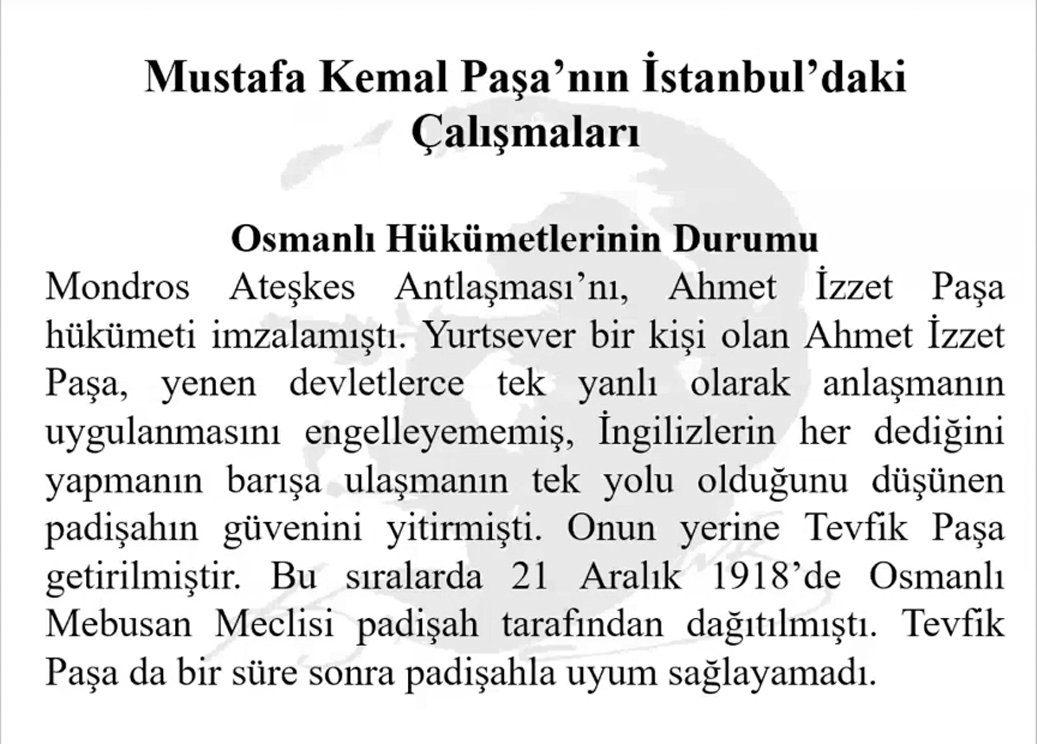 Mustafa Kemal Paşa’nın İstanbul’daki
Çalışmaları
Osmanlı Hükümetlerinin Durumu
Mondros Ateşkes Antlaşması’nı, Ahmet İzzet Paşa
hükümeti imzalamıştı. Yurtsever bir kişi olan Ahmet İzzet
Paşa, yenen devletlerce tek yanlı olarak anlaşmanın
uygulanmasını engelleyememiş, İngilizlerin her dediğini
yapmanın barışa ulaşmanın tek yolu olduğunu düşünen
padişahın güvenini yitirmişti. Onun yerine Tevfik Paşa
getirilmiştir. Bu sıralarda 21 Aralık 1918’de Osmanlı
Mebusan Meclisi padişah tarafından dağıtılmıştı. Tevfik
Paşa da bir süre sonra padişahla uyum sağlayamadı.